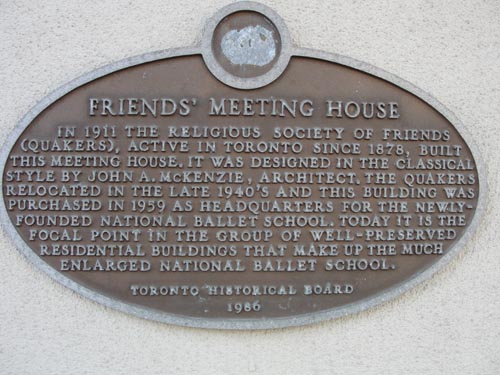 FRIENDS' MEETING HOUSE
IN 1911 THE RELIGIOUS SOCIETY OF FRIENDS
(QUAKERS), ACTIVE IN TORONTO SINCE 1878, BUILT
THIS MEETING HOUSE. IT WAS DESIGNED IN THE CLASSICAL
STYLE BY JOHN A. McKENZIE, ARCHITECT. THE QUAKERS
RELOCATED IN THE LATE 1940'S AND THIS BUILDING WAS
PURCHASED IN 1959 AS HEADQUARTERS FOR THE NEWLY-
FOUNDED NATIONAL BALLET SCHOOL. TODAY IT IS THE
FOCAL POINT IN THE GROUP OF WELL-PRESERVED
RESIDENTIAL BUILDINGS THAT MAKE UP THE MUCH
ENLARGED NATIONAL BALLET SCHOOL.
TORONTO HISTORICAL BOARD
1986